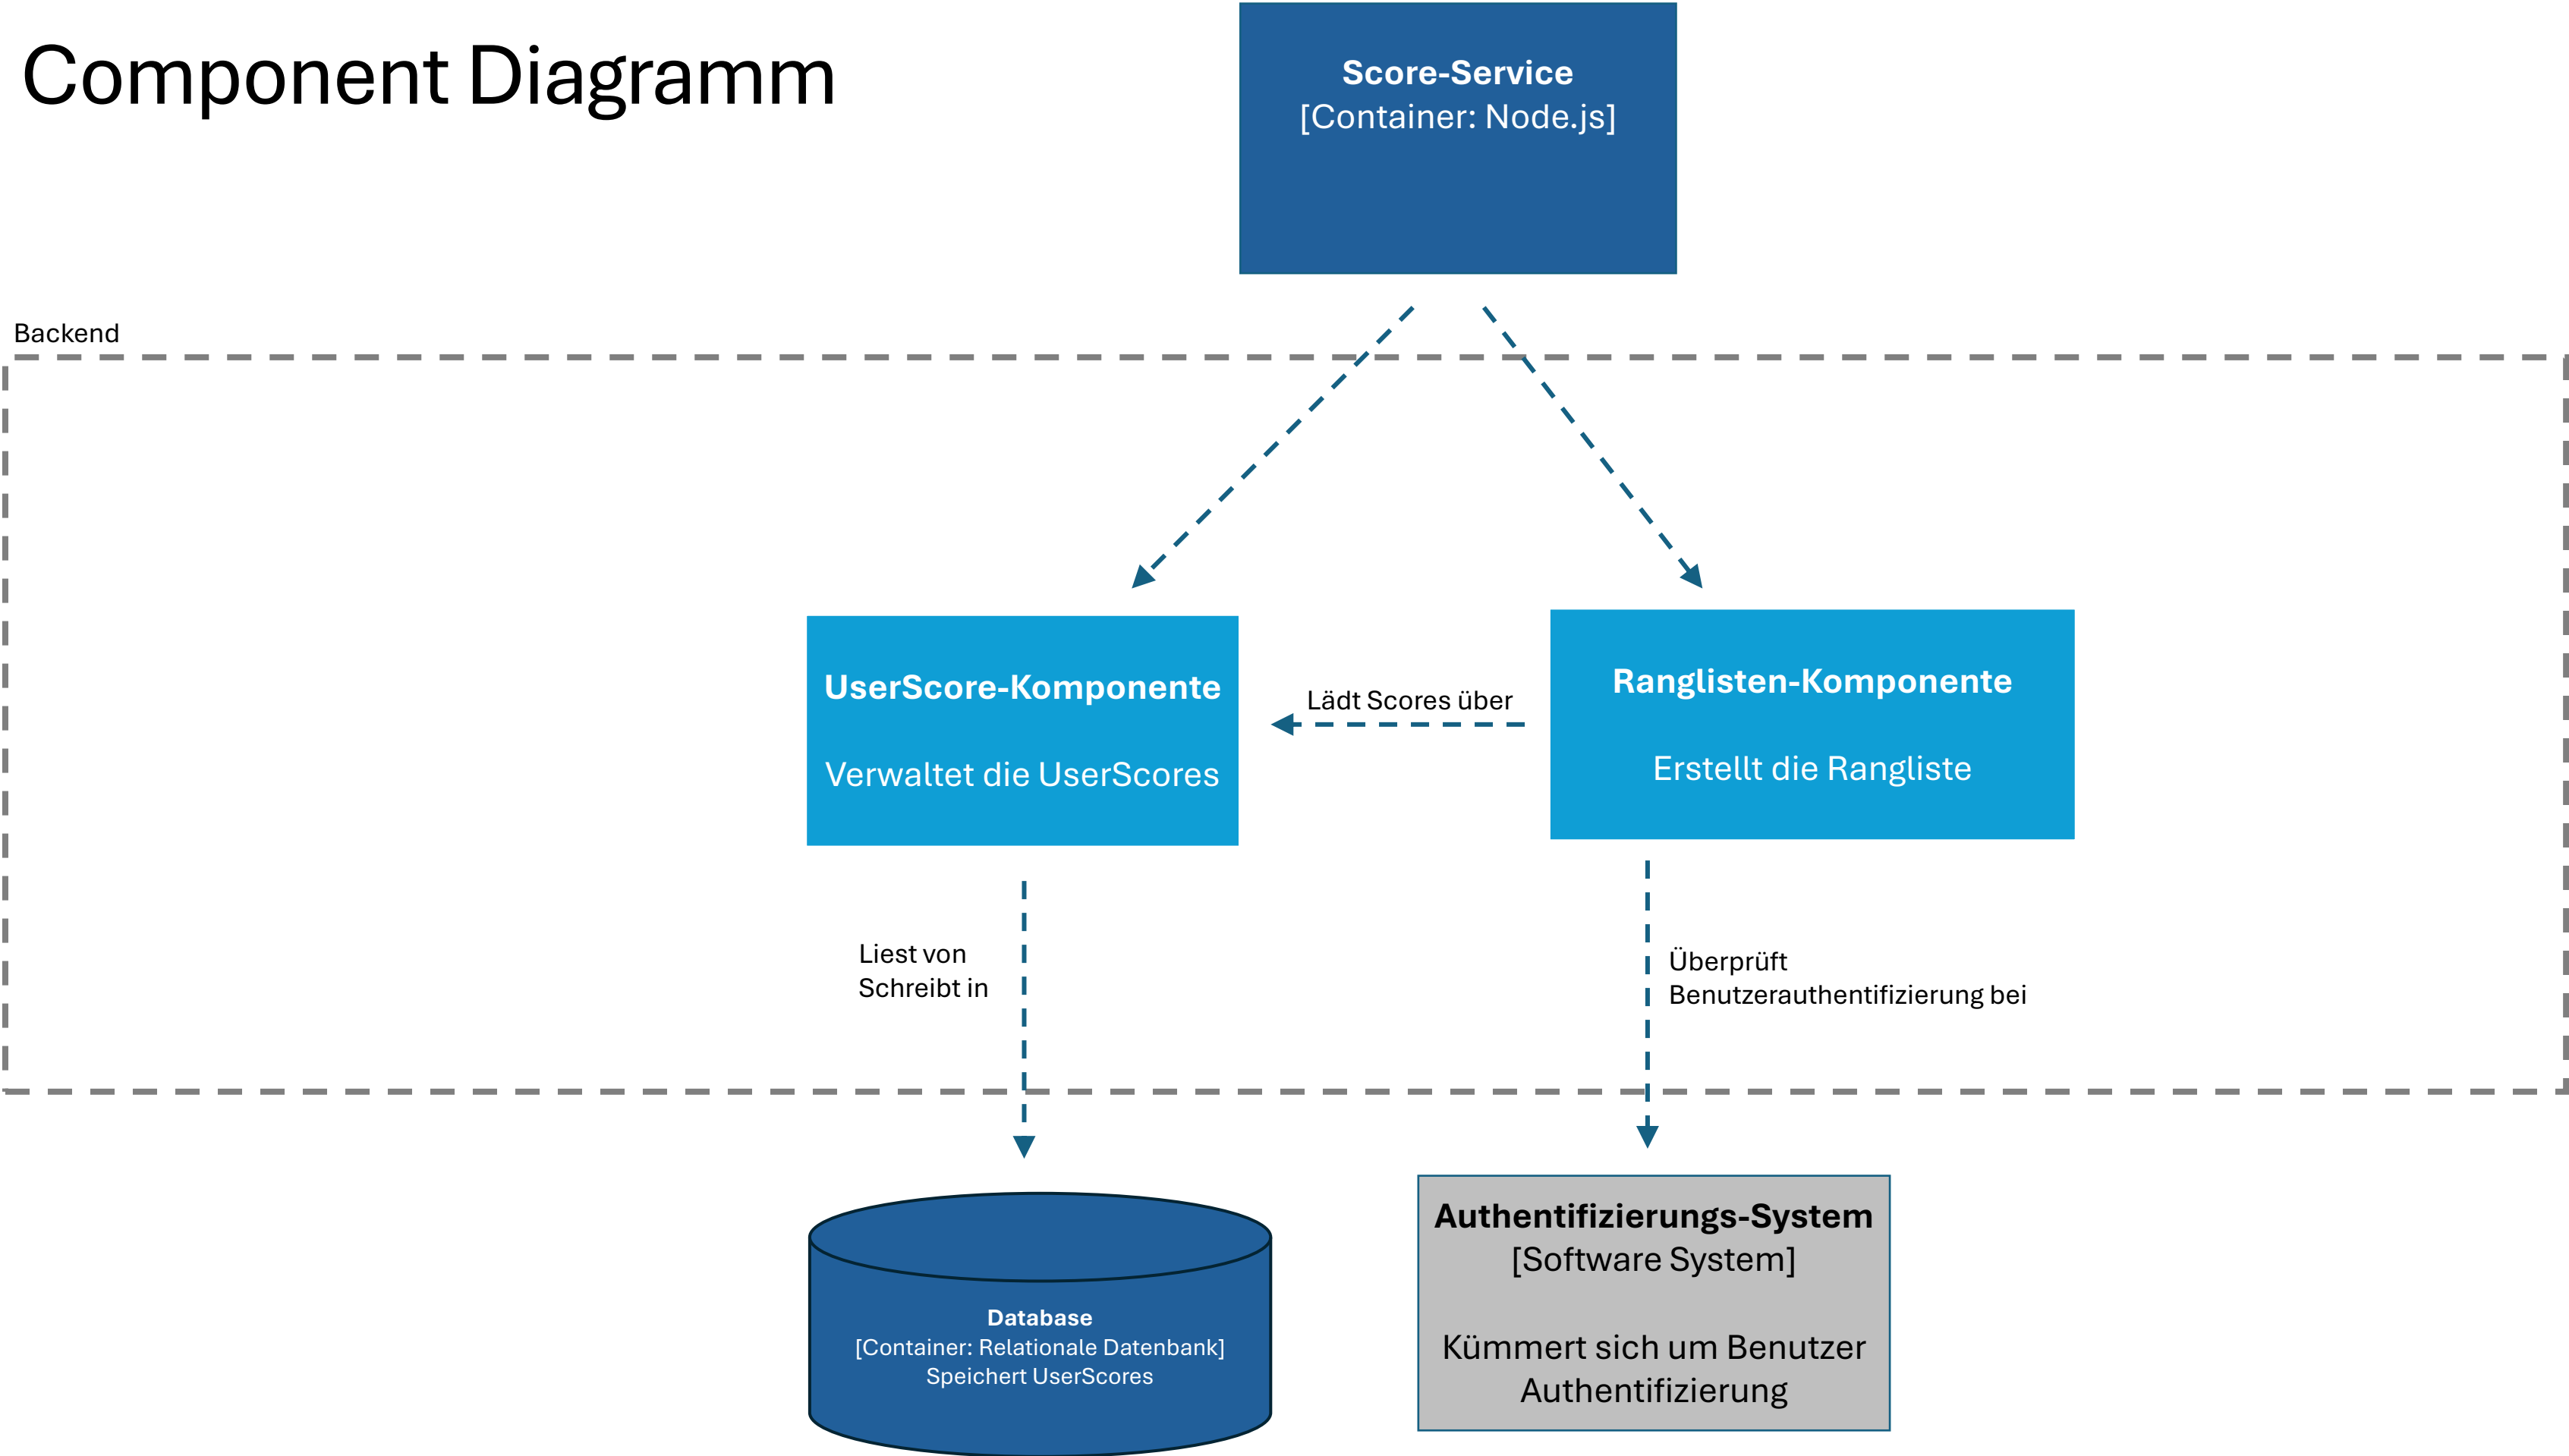 Component Diagramm
Score-Service
[Container: Node.js]
Backend
UserScore-Komponente
Verwaltet die UserScores
Lädt Scores über
Ranglisten-Komponente
Erstellt die Rangliste
Liest von
Schreibt in
Überprüft
Benutzerauthentifizierung bei
Database
[Container: Relationale Datenbank]
Speichert UserScores
Authentifizierungs-System
[Software System]
Kümmert sich um Benutzer
Authentifizierung